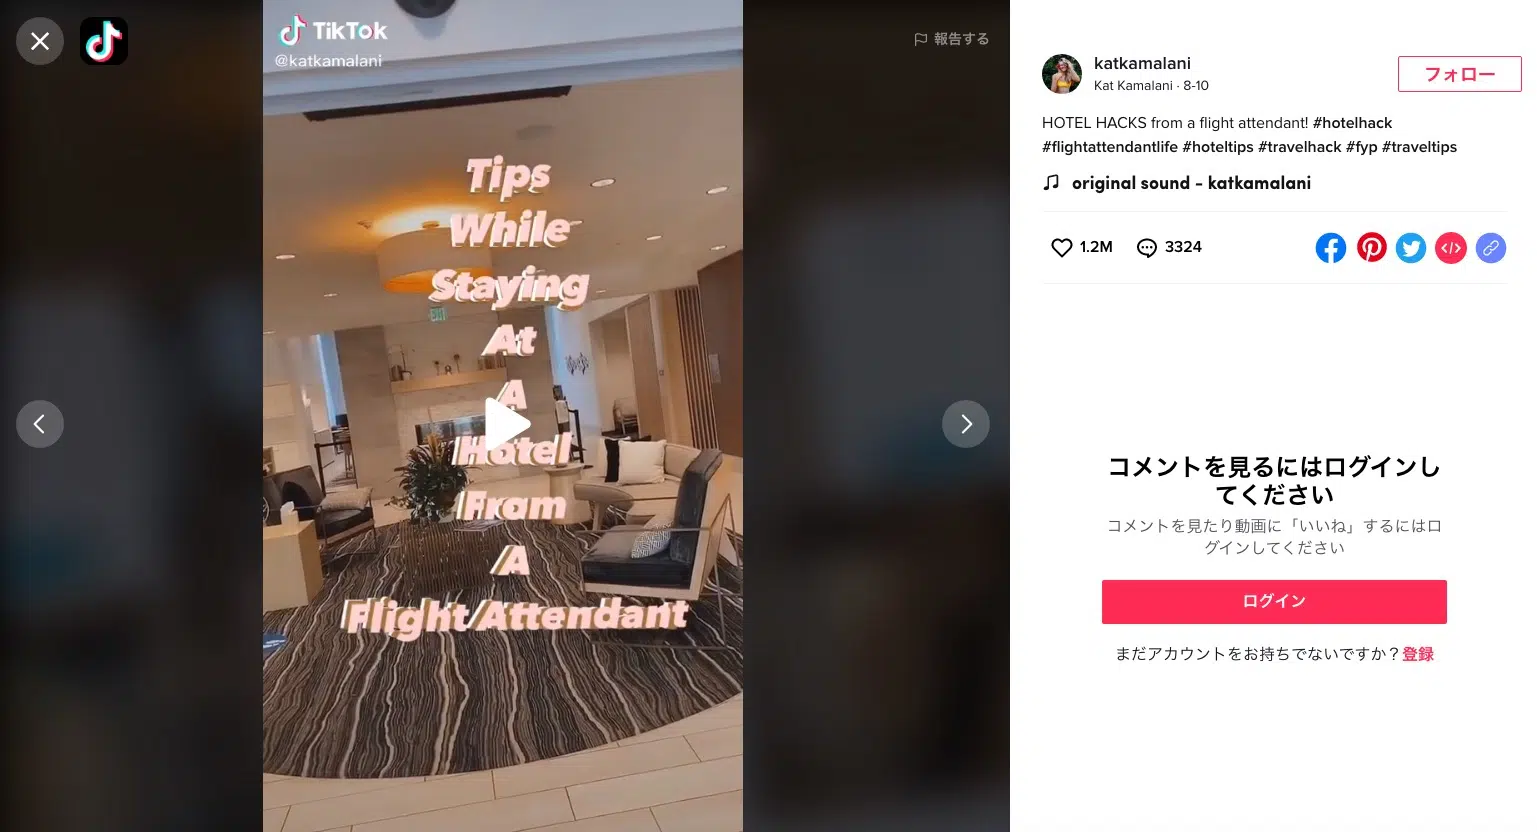 TikTok
@katkamalani
報告する
Tips
While
Staying
At
A
Hotel
From
A
Flight Attendant
EXIT
katkamalani
Kat Kamalani · 8-10
フォロー
HOTEL HACKS from a flight attendant! #hotelhack
#flightattendantlife #hoteltips #travelhack #fyp #traveltips
original sound - katkamalani
1.2M
3324
コメントを見るにはログインし
てください
コメントを見たり動画に「いいね」するにはロ
グインしてください
ログイン
まだアカウントをお持ちでないですか？登録